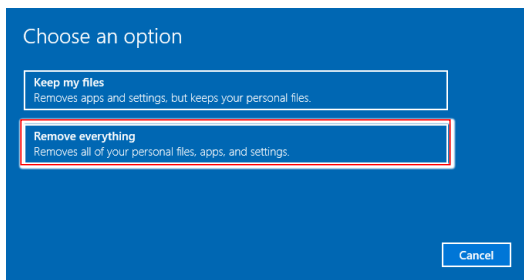 Choose an option
Keep my files
Removes apps and settings, but keeps your personal files.
Remove everything
Removes all of your personal files, apps, and settings.
Cancel